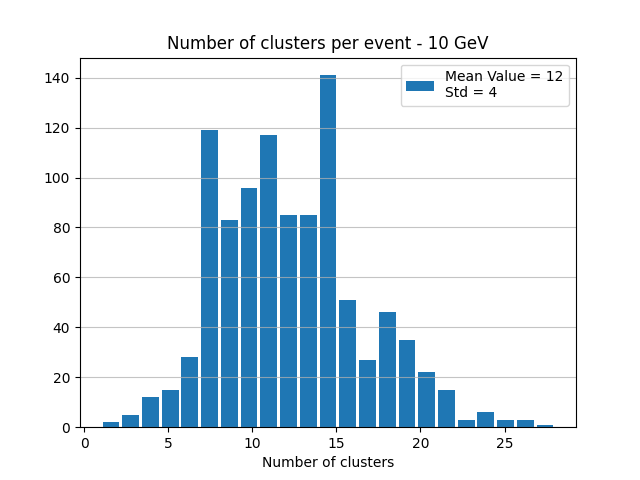 Number of clusters per event - 10 GeV
Mean Value = 12
Std = 4
140
120
100
80
60
40
20
0
0 5 10 15 20 25
Number of clusters